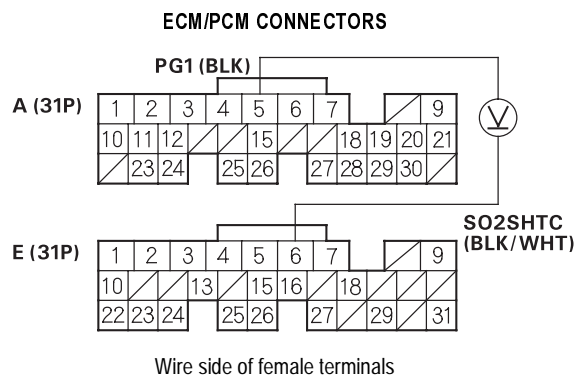 ECM/PCM CONNECTORS
PG1 (BLK)
A (31P)
1 2 3 4 5 6 7 9
10 11 12 15 18 19 20 21
23 24 25 26 27 28 29 30
V
SO2SHTC
(BLK/WHT)
E (31P)
1 2 3 4 5 6 7 9
10 13 15 16 18
22 23 24 25 26 27 29 31
Wire side of female terminals